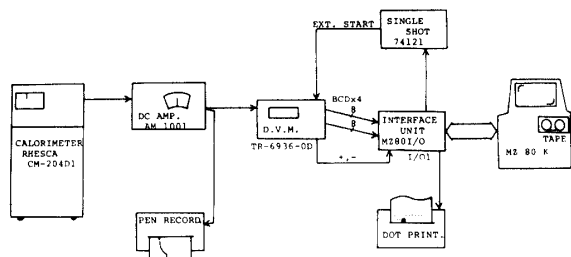 EXT. START
SINGLE
SHOT
74121
BCDx4
8
8
DC AMP.
AM 1001
D.V.M.
TR-6936-OD
+,-
INTERFACE
UNIT
MZ80I/O
I/O1
CALORIMETER
RHESCA
CM-204D1
TAPE
MZ 80 K
PEN RECORD.
DOT PRINT.